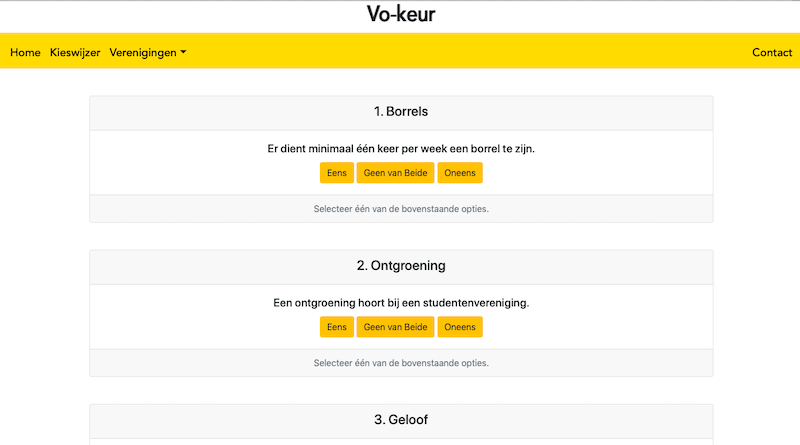 Vo-keur
Home Kieswijzer Verenigingen Contact
1. Borrels
Er dient minimaal één keer per week een borrel te zijn.
Eens Geen van Beide Oneens
Selecteer één van de bovenstaande opties.
2. Ontgroening
Een ontgroening hoort bij een studentenvereniging.
Eens Geen van Beide Oneens
Selecteer één van de bovenstaande opties.
3. Geloof